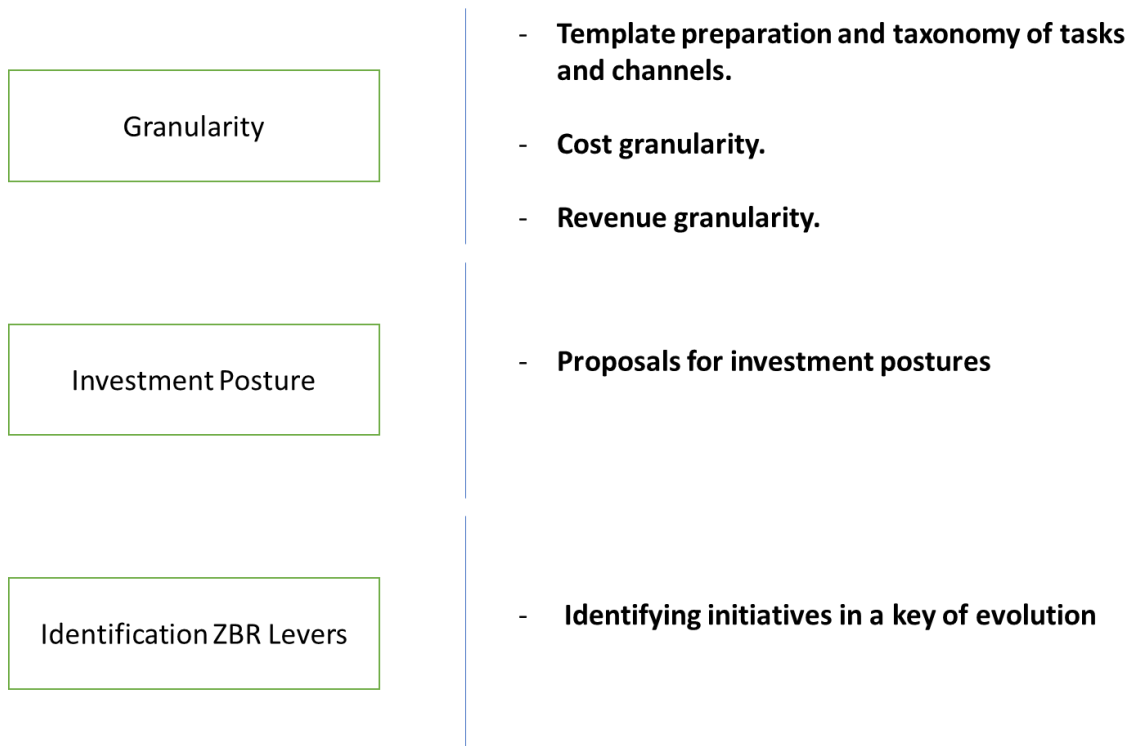 Granularity
- Template preparation and taxonomy of tasks
and channels.
- Cost granularity.
- Revenue granularity.
Investment Posture
- Proposals for investment postures
Identification ZBR Levers
- Identifying initiatives in a key of evolution